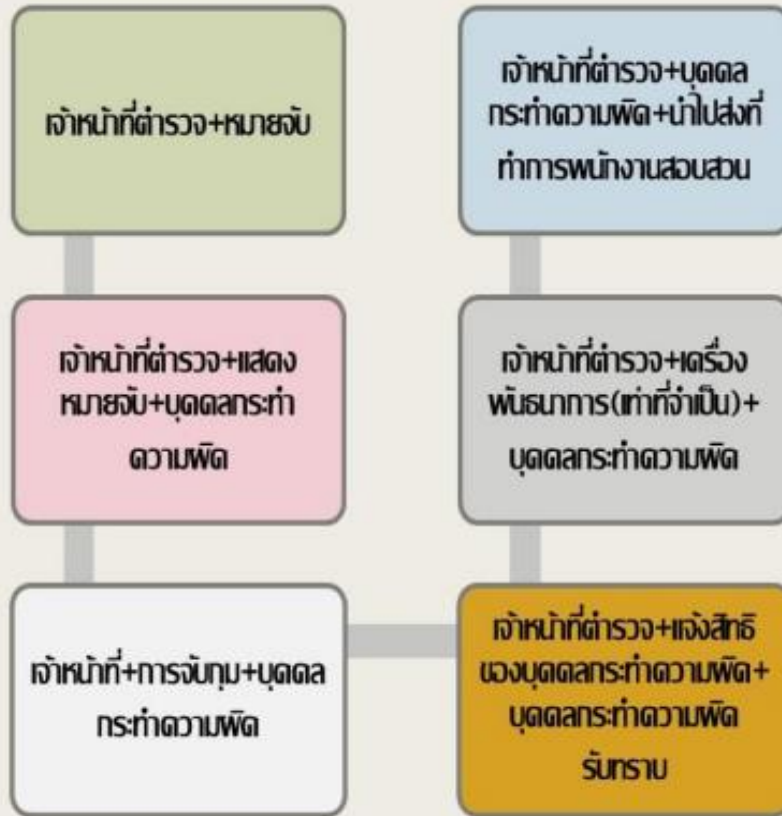 เจ้าหน้าที่ตำรวจ+หมายจับ
เจ้าหน้าที่ตำรวจ+แสดง
หมายจับ+บุคคลกระทำ
ความผิด
เจ้าหน้าที่+การจับกุม+บุคคล
กระทำความผิด
เจ้าหน้าที่ตำรวจ+แจ้งสิทธิ
ของบุคคลกระทำความผิด+
บุคคลกระทำความผิด
รับทราบ
เจ้าหน้าที่ตำรวจ+เครื่อง
พันธนาการ(เท่าที่จำเป็น)+
บุคคลกระทำความผิด
เจ้าหน้าที่ตำรวจ+บุคคล
กระทำความผิด+นำไปส่งที่
ทำการพนักงานสอบสวน